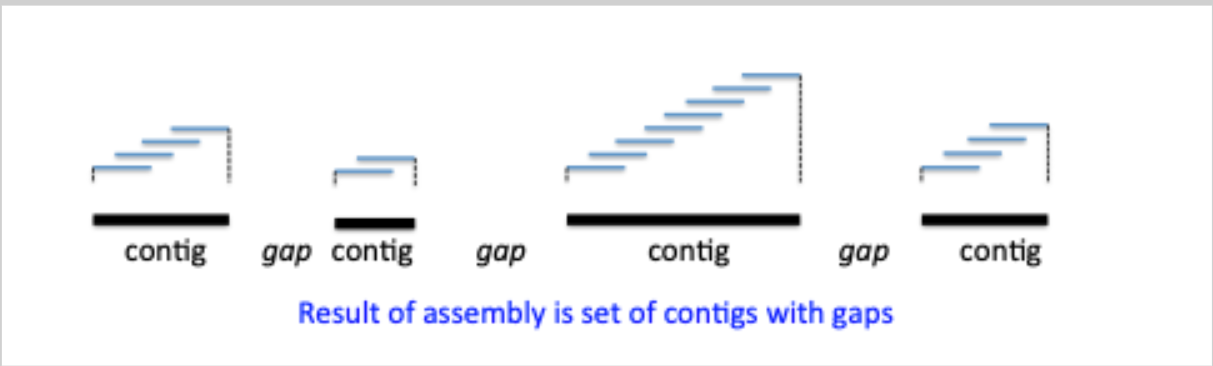 contig gap contig gap contig gap contig
Result of assembly is set of contigs with gaps